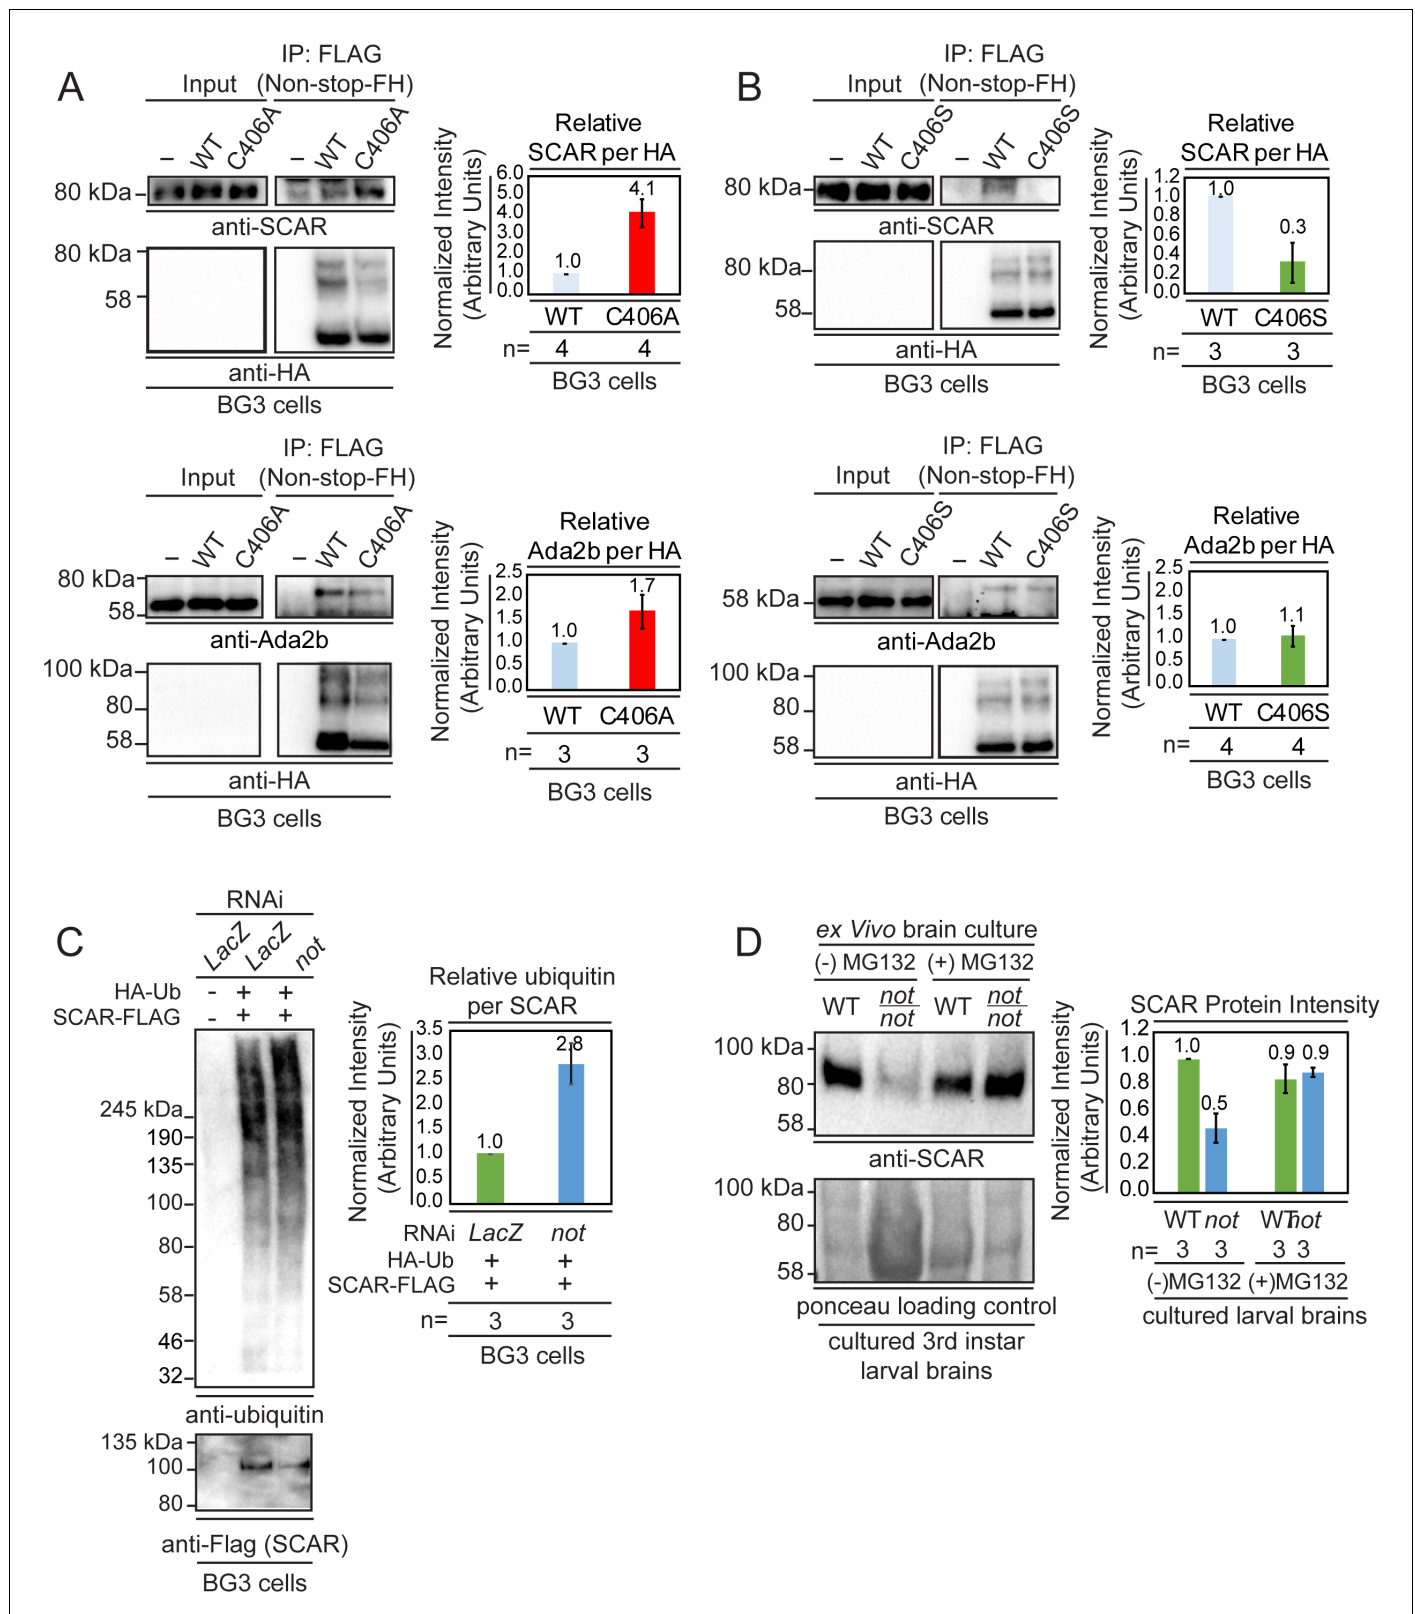 A
IP: FLAG
Input (Non-stop-FH)
– WT C406A – WT C406A
80 kDa
anti-SCAR
80 kDa
58
anti-HA
BG3 cells
Relative
SCAR per HA
Normalized Intensity
(Arbitrary Units)
6.0
5.0
4.0
3.0
2.0
1.0
0.0
1.0 4.1
WT C406A
n= 4 4
BG3 cells
IP: FLAG
Input (Non-stop-FH)
– WT C406A – WT C406A
80 kDa
58
anti-Ada2b
100 kDa
80
58
anti-HA
BG3 cells
Relative
Ada2b per HA
Normalized Intensity
(Arbitrary Units)
2.5
2.0
1.5
1.0
0.5
0.0
1.0 1.7
WT C406A
n= 3 3
BG3 cells
B
IP: FLAG
Input (Non-stop-FH)
– WT C406S – WT C406S
80 kDa
anti-SCAR
80 kDa
58
anti-HA
BG3 cells
Relative
SCAR per HA
Normalized Intensity
(Arbitrary Units)
1.2
1.0
0.8
0.6
0.4
0.2
0.0
1.0 0.3
WT C406S
n= 3 3
BG3 cells
IP: FLAG
Input (Non-stop-FH)
– WT C406S – WT C406S
58 kDa
anti-Ada2b
100 kDa
80
58
anti-HA
BG3 cells
Relative
Ada2b per HA
Normalized Intensity
(Arbitrary Units)
2.5
2.0
1.5
1.0
0.5
0.0
1.0 1.1
WT C406S
n= 4 4
BG3 cells
C
RNAi
LacZ LacZ not
HA-Ub - + +
SCAR-FLAG - + +
245 kDa
190
135
100
80
58
46
32
anti-ubiquitin
135 kDa
100
80
anti-Flag (SCAR)
BG3 cells
Relative ubiquitin
per SCAR
Normalized Intensity
(Arbitrary Units)
3.5
3.0
2.5
2.0
1.5
1.0
0.5
0.0
1.0 2.8
RNAi LacZ not
HA-Ub + +
SCAR-FLAG + +
n= 3 3
BG3 cells
D
ex Vivo brain culture
(-) MG132 (+) MG132
WT not not WT not not
100 kDa
80
58
anti-SCAR
100 kDa
80
58
ponceau loading control
cultured 3rd instar
larval brains
SCAR Protein Intensity
Normalized Intensity
(Arbitrary Units)
1.2
1.0
0.8
0.6
0.4
0.2
0.0
1.0 0.5 0.9 0.9
WT not WT not
n= 3 3 3 3
(-)MG132 (+)MG132
cultured larval brains